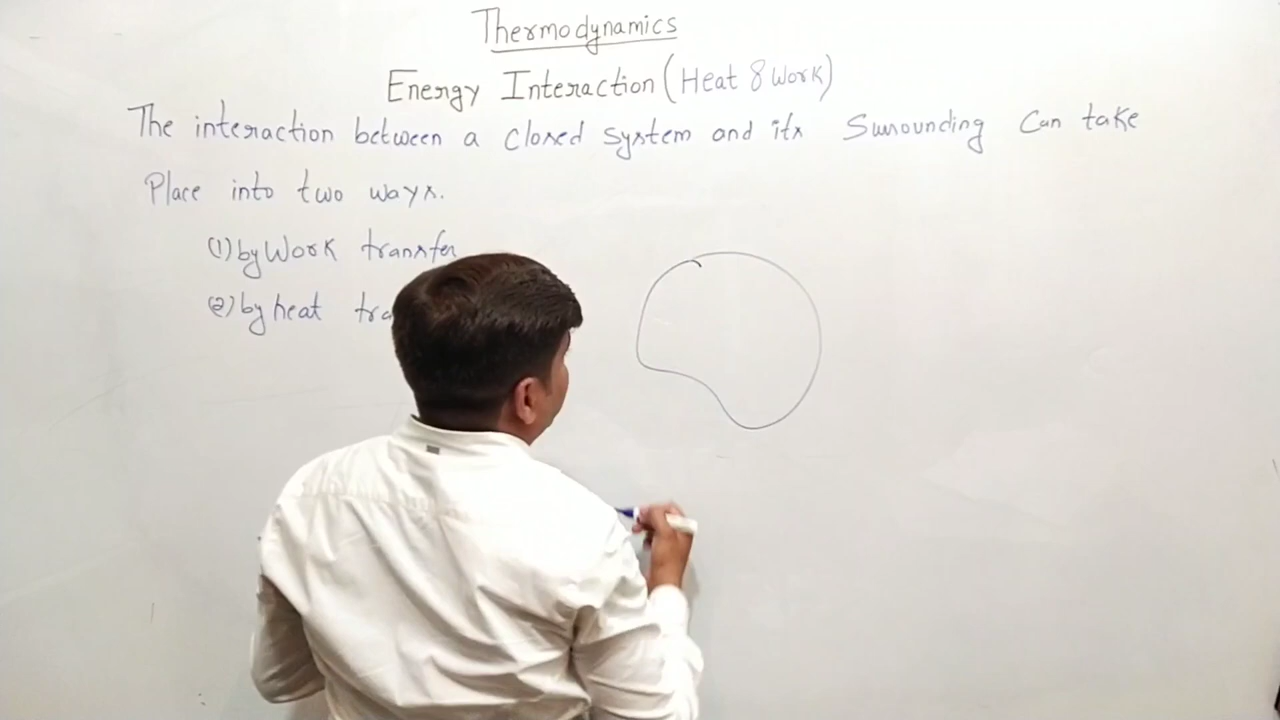 Thermodynamics
Energy Interaction (Heat & Work)
The interaction between a closed system and its Surrounding Can take
Place into two ways.
(1) by Work transfer
(2) by heat tra